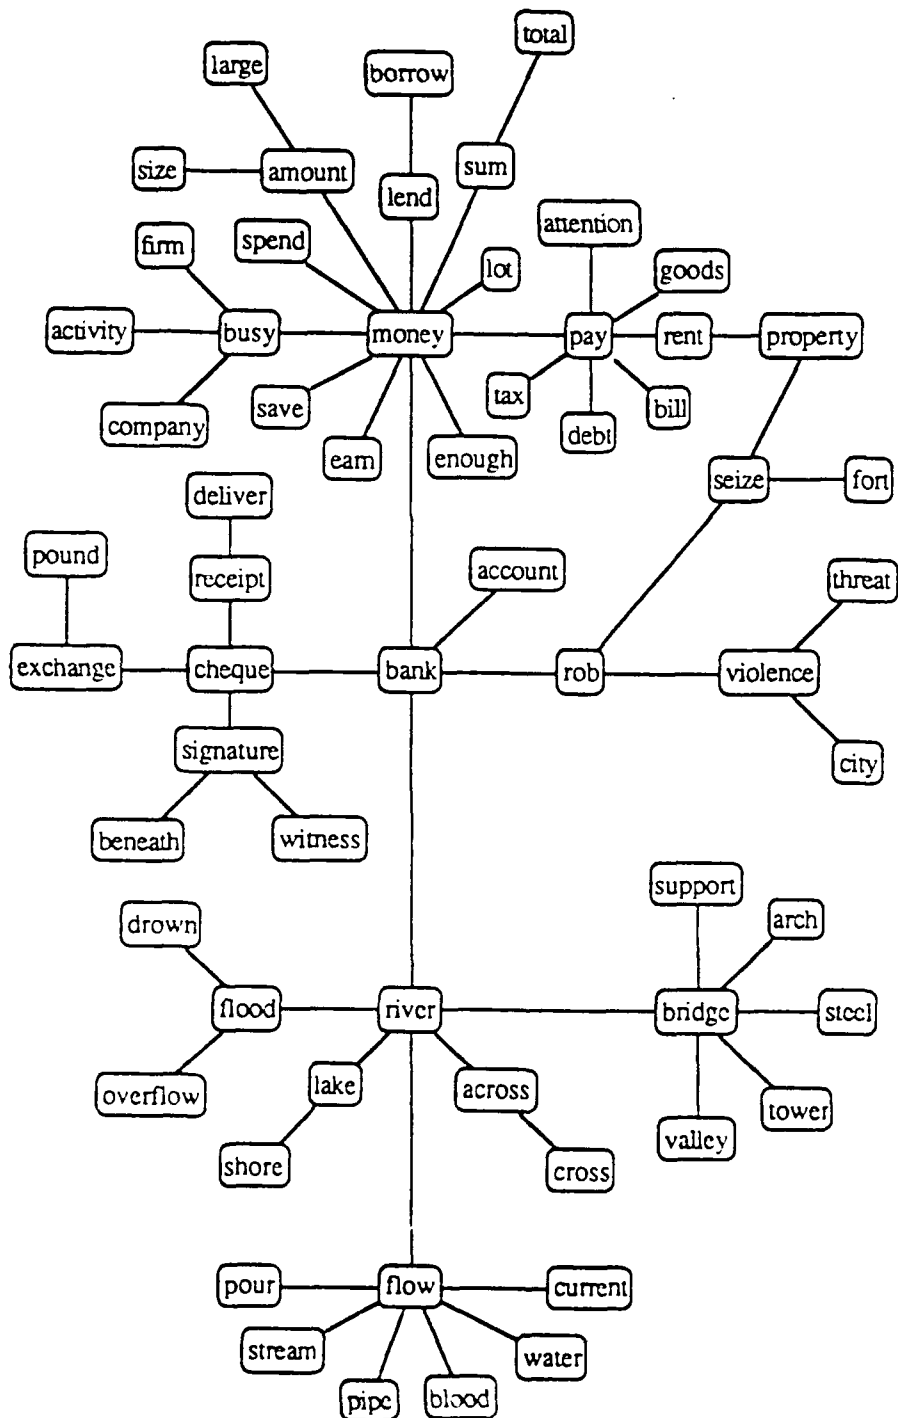 total
large
borrow
size
amount
sum
lend
attention
firm
spend
lot
goods
activity
busy
money
pay
rent
property
save
tax
bill
company
debt
earn
enough
seize
fort
deliver
pound
receipt
account
threat
exchange
cheque
bank
rob
violence
signature
city
beneath
witness
support
drown
arch
flood
river
bridge
steel
lake
across
overflow
tower
valley
shore
cross
pour
flow
current
stream
water
pipe
blood